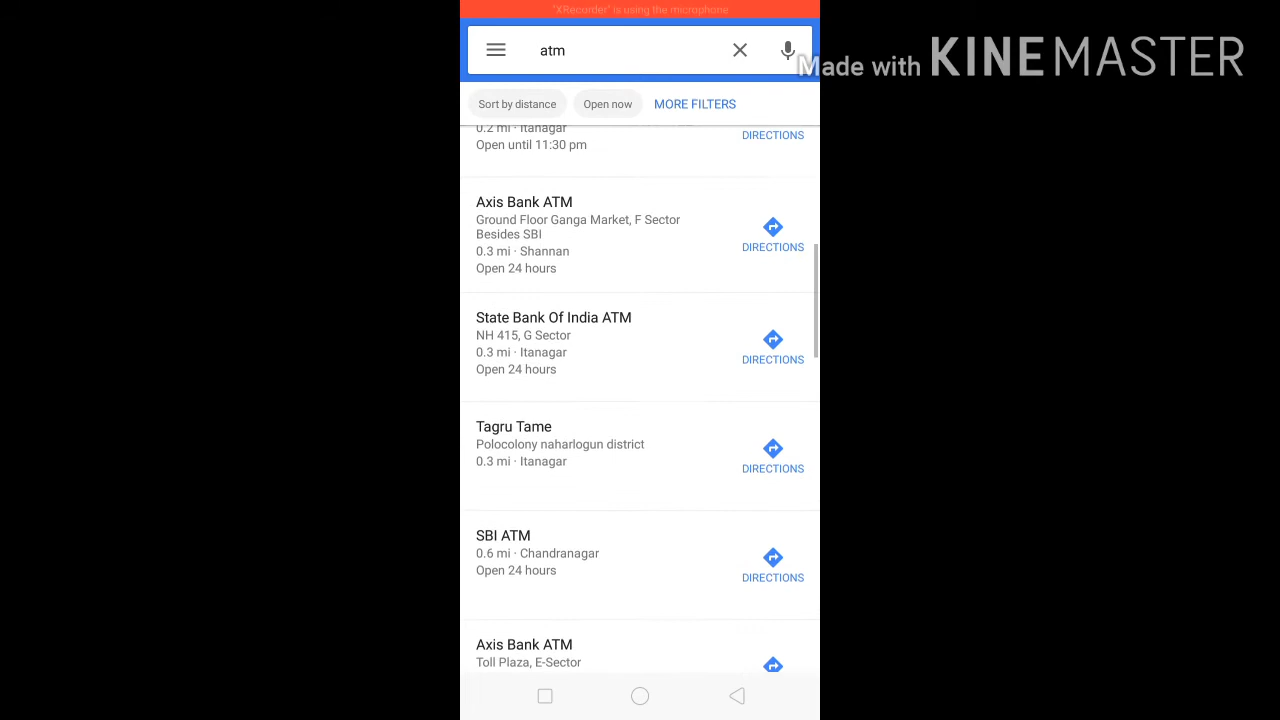 "XRecorder" is using the microphone
atm
Made with KINEMASTER
Sort by distance
Open now
MORE FILTERS
0.2 mi · Itanagar
Open until 11:30 pm
DIRECTIONS
Axis Bank ATM
Ground Floor Ganga Market, F Sector
Besides SBI
0.3 mi · Shannan
Open 24 hours
DIRECTIONS
State Bank Of India ATM
NH 415, G Sector
0.3 mi · Itanagar
Open 24 hours
DIRECTIONS
Tagru Tame
Polocolony naharlogun district
0.3 mi · Itanagar
DIRECTIONS
SBI ATM
0.6 mi · Chandranagar
Open 24 hours
DIRECTIONS
Axis Bank ATM
Toll Plaza, E-Sector